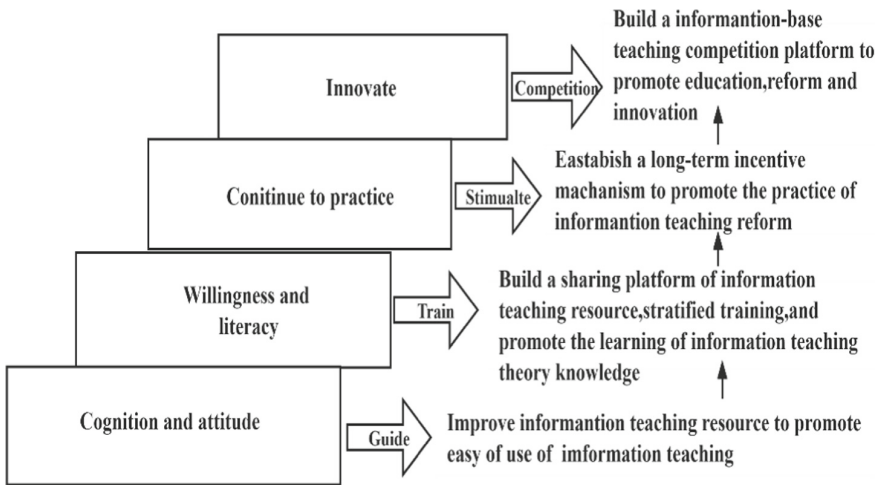 Innovate
Competition
Build a informantion-base
teaching competition platform to
promote education,reform and
innovation
Conitinue to practice
Stimualte
Eastabish a long-term incentive
machanism to promote the practice of
informantion teaching reform
Willingness and
literacy
Train
Build a sharing platform of information
teaching resource,stratified training,and
promote the learning of information teaching
theory knowledge
Cognition and attitude
Guide
Improve informantion teaching resource to promote
easy of use of imformation teaching